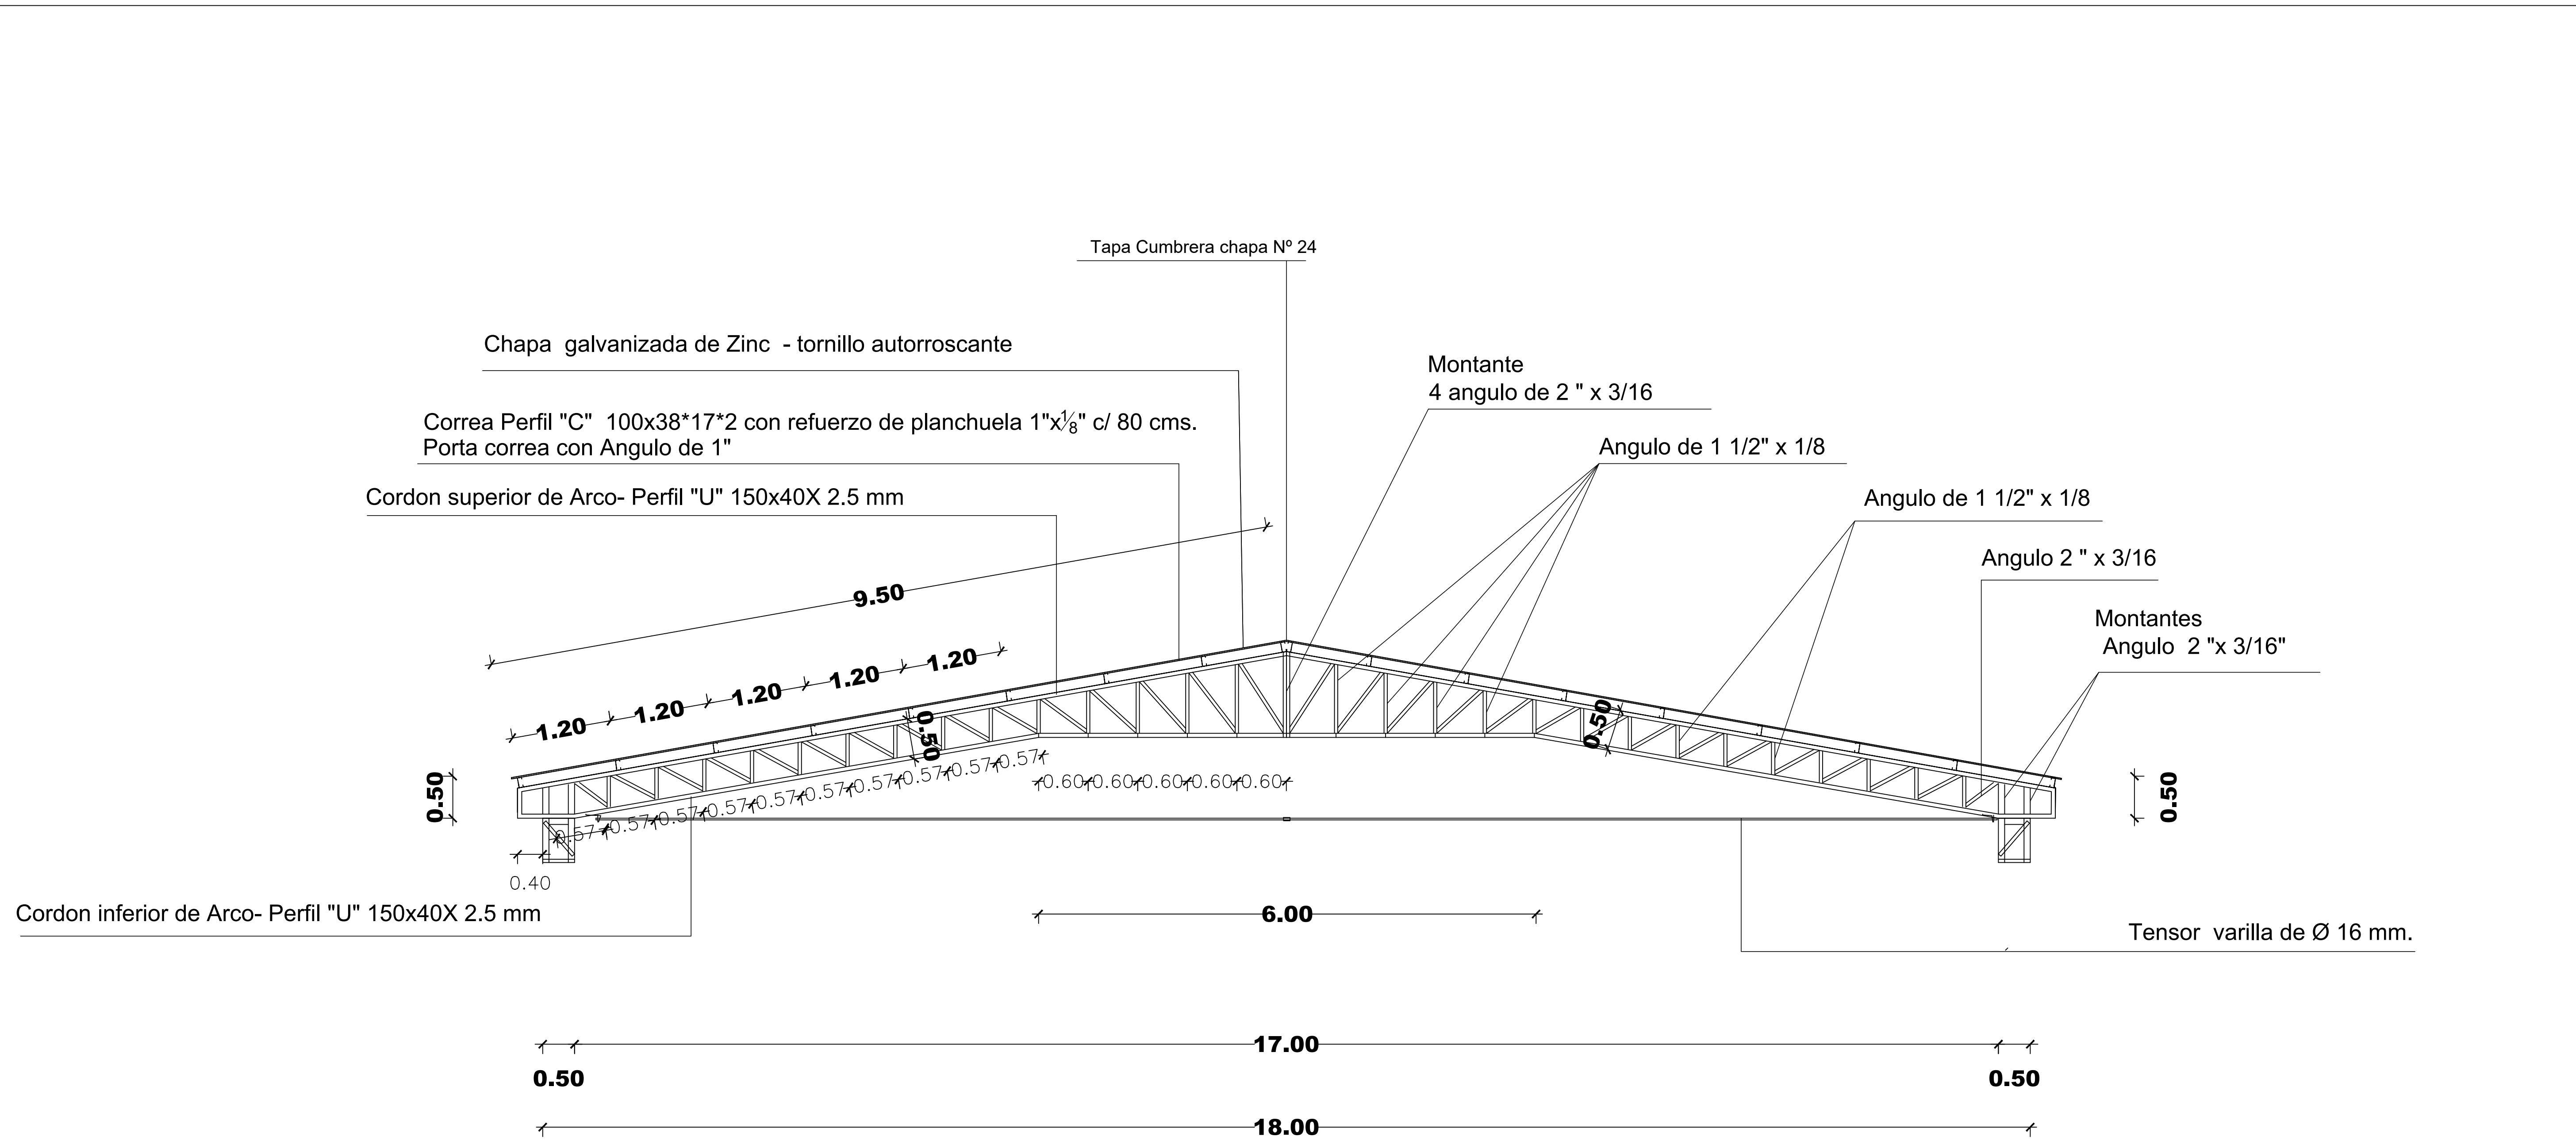 Tapa Cumbrera chapa Nº 24
Chapa galvanizada de Zinc - tornillo autorroscante
Montante
4 angulo de 2 " x 3/16
Correa Perfil "C" 100x38*17*2 con refuerzo de planchuela 1"x1/8" c/ 80 cms.
Porta correa con Angulo de 1"
Angulo de 1 1/2" x 1/8
Cordon superior de Arco- Perfil "U" 150x40X 2.5 mm
Angulo de 1 1/2" x 1/8
Angulo 2 " x 3/16
9.50
Montantes
Angulo 2 "x 3/16"
1.20
1.20
1.20
1.20
1.20
0.50
0.50
0.50
0.50
0.57
0.57
0.57
0.57
0.57
0.57
0.57
0.57
0.57
0.57
0.60
0.60
0.60
0.60
0.60
0.40
Cordon inferior de Arco- Perfil "U" 150x40X 2.5 mm
6.00
Tensor varilla de Ø 16 mm.
17.00
0.50
0.50
18.00